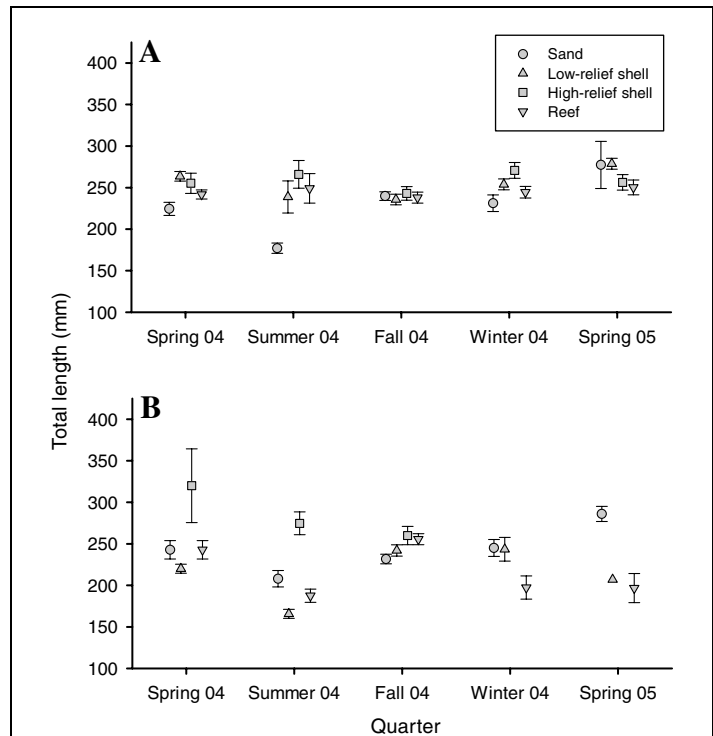 A
Sand
Low-relief shell
High-relief shell
Reef
400
350
300
250
200
150
100
Spring 04 Summer 04 Fall 04 Winter 04 Spring 05
Total length (mm)
B
400
350
300
250
200
150
100
Spring 04 Summer 04 Fall 04 Winter 04 Spring 05
Quarter